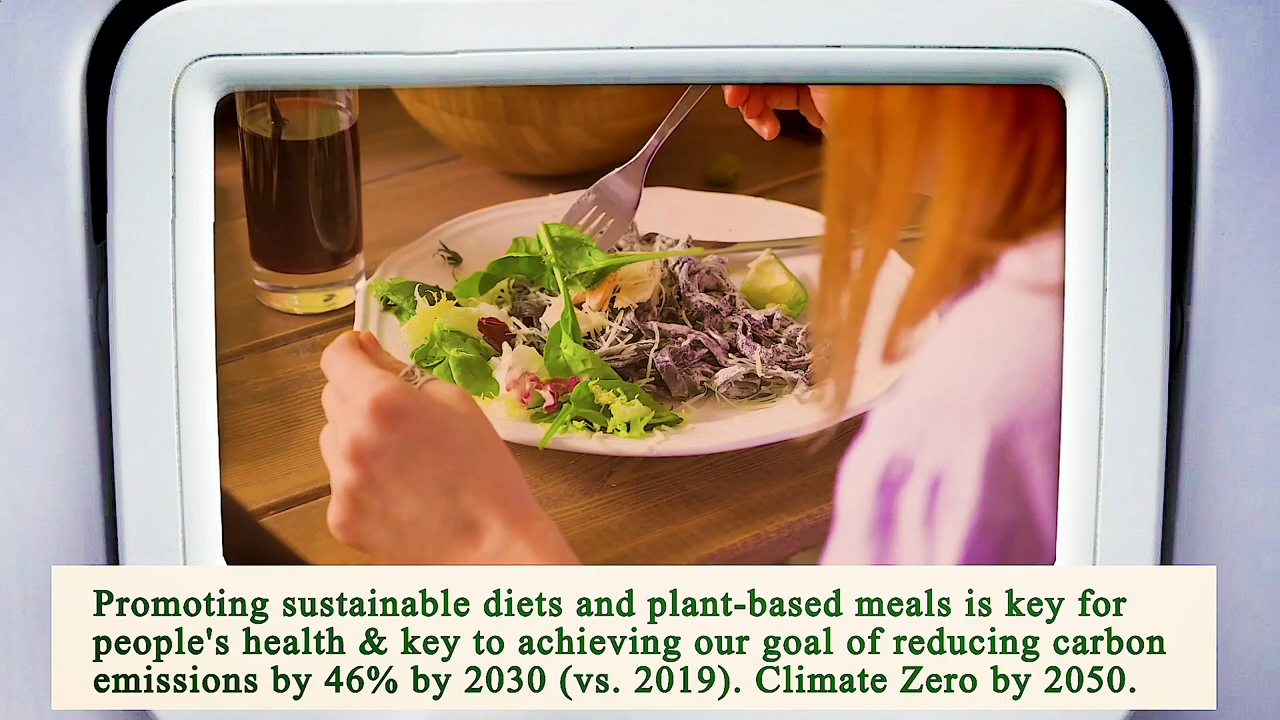 Promoting sustainable diets and plant-based meals is key for
people's health & key to achieving our goal of reducing carbon
emissions by 46% by 2030 (vs. 2019). Climate Zero by 2050.